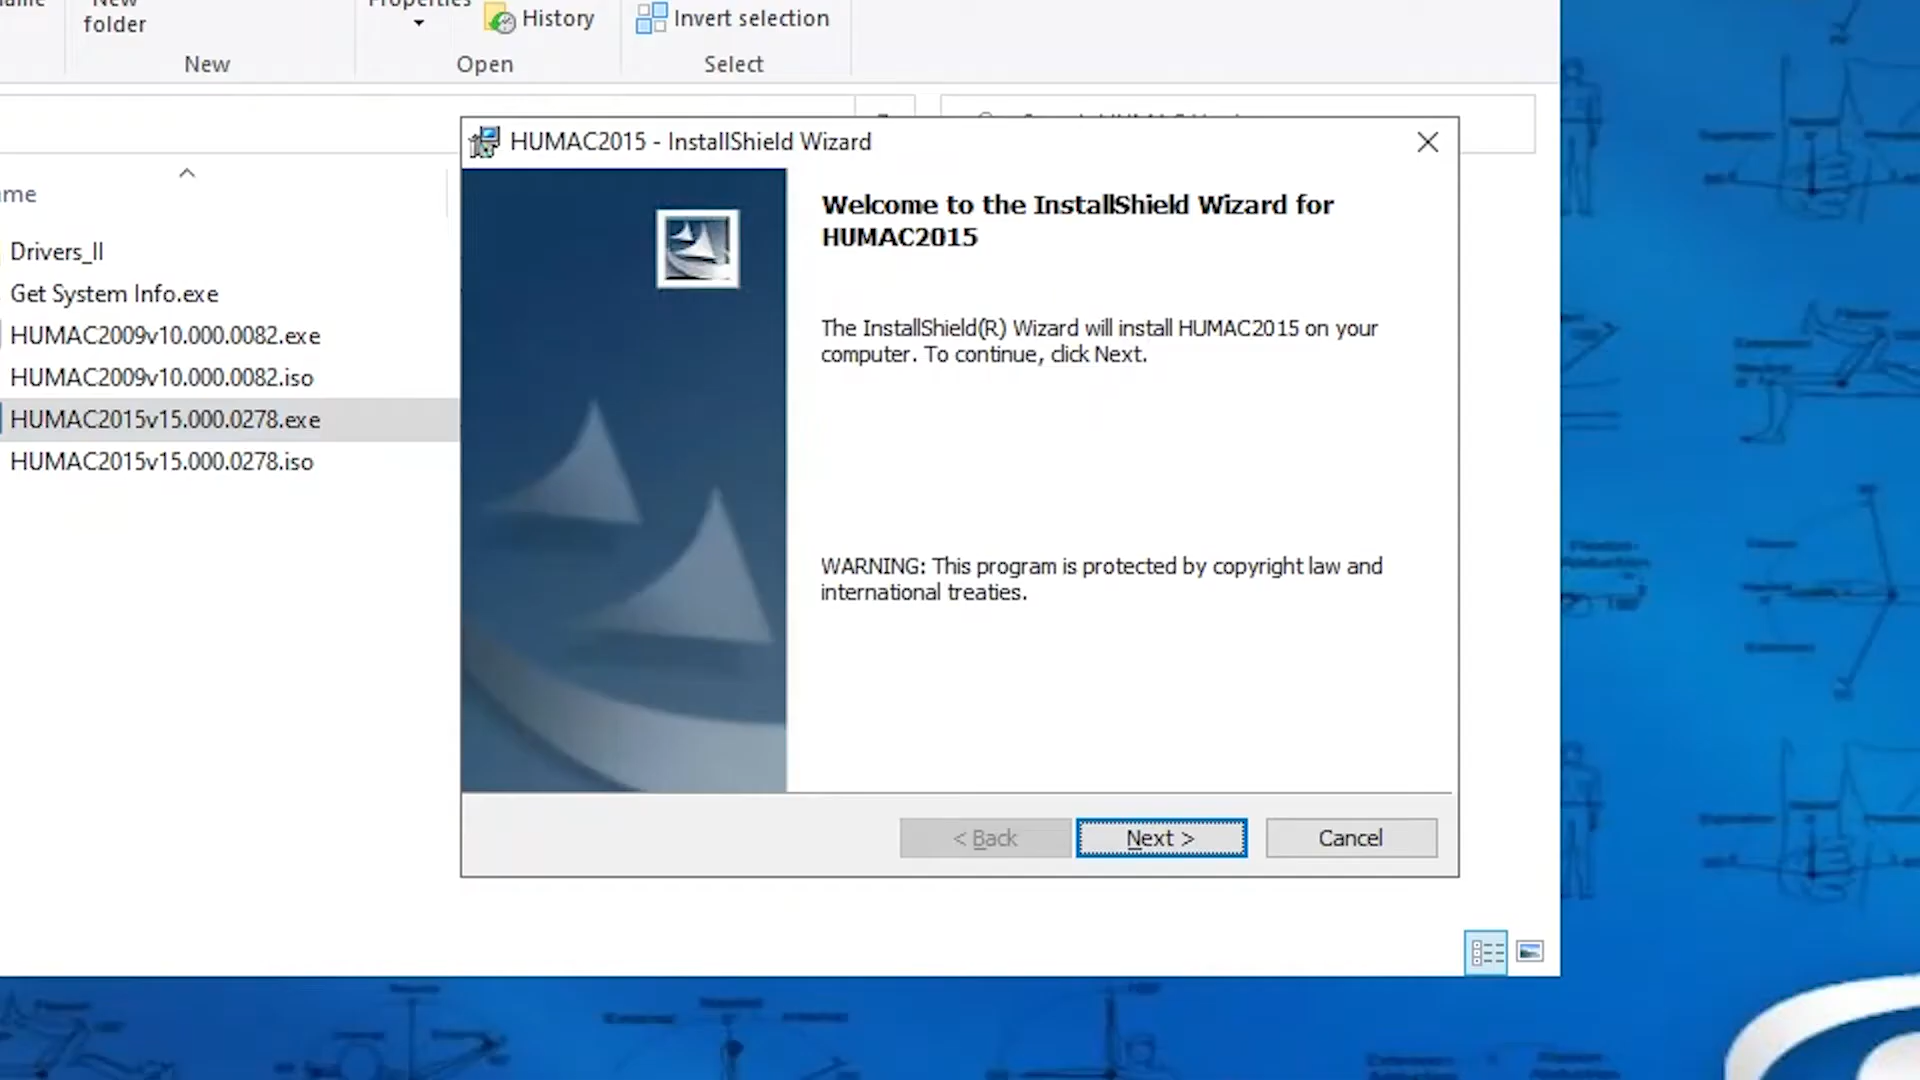 New
folder
Properties
History
Invert selection
New
Open
Select
HUMAC2015 - InstallShield Wizard
Drivers_II
Get System Info.exe
HUMAC2009v10.000.0082.exe
HUMAC2009v10.000.0082.iso
HUMAC2015v15.000.0278.exe
HUMAC2015v15.000.0278.iso
Welcome to the InstallShield Wizard for
HUMAC2015
The InstallShield(R) Wizard will install HUMAC2015 on your
computer. To continue, click Next.
WARNING: This program is protected by copyright law and
international treaties.
< Back
Next >
Cancel